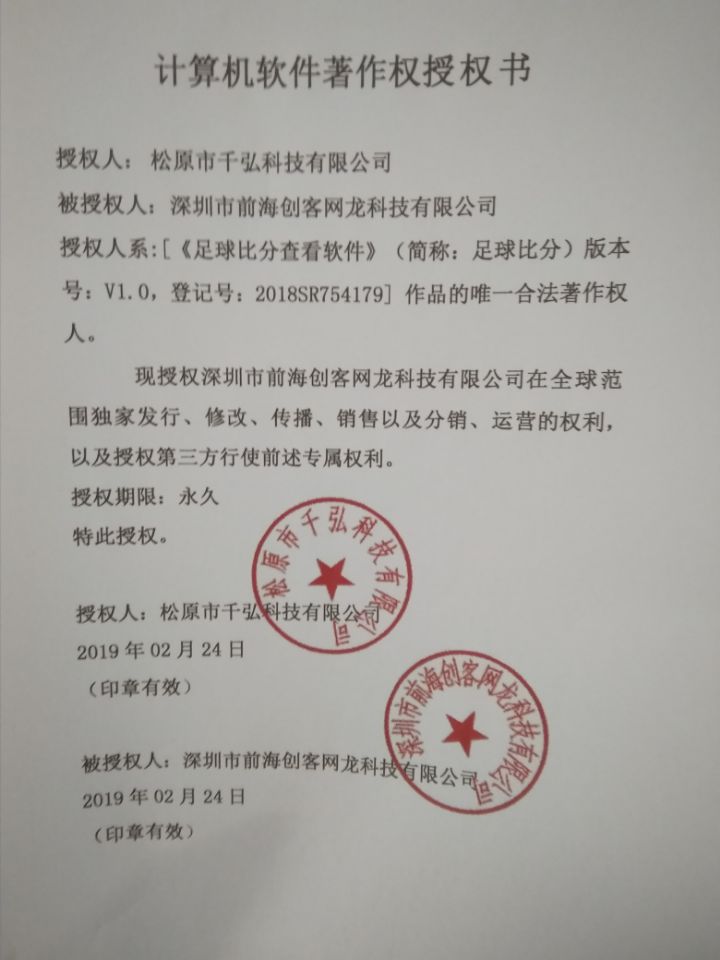 计算机软件著作权授权书
授权人：松原市千弘科技有限公司
被授权人：深圳市前海创客网龙科技有限公司
授权人系:[《足球比分查看软件》（简称：足球比分）版本
号：V1.0，登记号：2018SR754179] 作品的唯一合法著作权
人。
现授权深圳市前海创客网龙科技有限公司在全球范
围独家发行、修改、传播、销售以及分销、运营的权利，
以及授权第三方行使前述专属权利。
授权期限：永久
特此授权。
松原市千弘科技有限公司
授权人：松原市千弘科技有限公司
2019 年 02 月 24 日
（印章有效）
深圳市前海创客网龙科技有限公司
被授权人：深圳市前海创客网龙科技有限公司
2019 年 02 月 24 日
（印章有效）